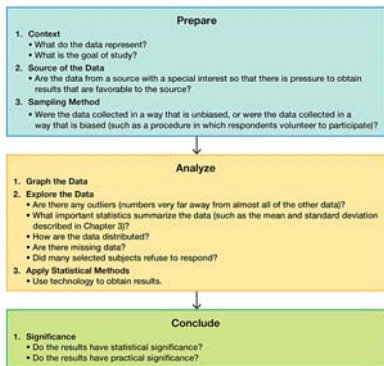 Prepare
1. Context
• What do the data represent?
• What is the goal of study?
2. Source of the Data
• Are the data from a source with a special interest so that there is pressure to obtain
results that are favorable to the source?
3. Sampling Method
• Were the data collected in a way that is unbiased, or were the data collected in a
way that is biased (such as a procedure in which respondents volunteer to participate)?
Analyze
1. Graph the Data
2. Explore the Data
• Are there any outliers (numbers very far away from almost all of the other data)?
• What important statistics summarize the data (such as the mean and standard deviation
described in Chapter 3)?
• How are the data distributed?
• Are there missing data?
• Did many selected subjects refuse to respond?
3. Apply Statistical Methods
• Use technology to obtain results.
Conclude
1. Significance
• Do the results have statistical significance?
• Do the results have practical significance?